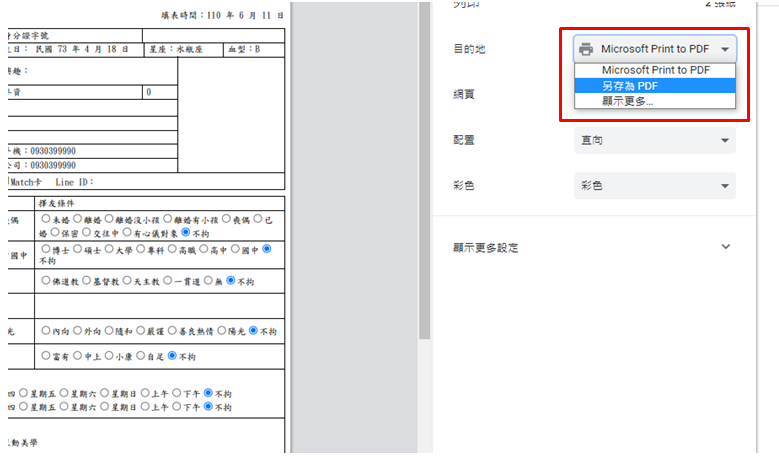 填表時間：110 年 6 月 11 日
身分證字號
生日： 民國 73 年 4 月 18 日 星座：水瓶座 血型：B
興趣：
年資 0
手機：0930399990
公司：0930399990
Match卡 Line ID：
擇友條件
喪偶 未婚 離婚 離婚沒小孩 離婚有小孩 喪偶 已
婚 保密 交往中 有心儀對象 不拘
國中 博士 碩士 大學 專科 高職 高中 國中
不拘
佛道教 基督教 天主教 一貫道 無 不拘
光 內向 外向 隨和 嚴謹 善良熱情 陽光 不拘
富有 中上 小康 自足 不拘
四 星期五 星期六 星期日 上午 下午 不拘
四 星期五 星期六 星期日 上午 下午 不拘
動美學
列印 2 張紙
目的地 Microsoft Print to PDF
Microsoft Print to PDF
另存為 PDF
顯示更多...
網頁
配置 直向
彩色 彩色
顯示更多設定